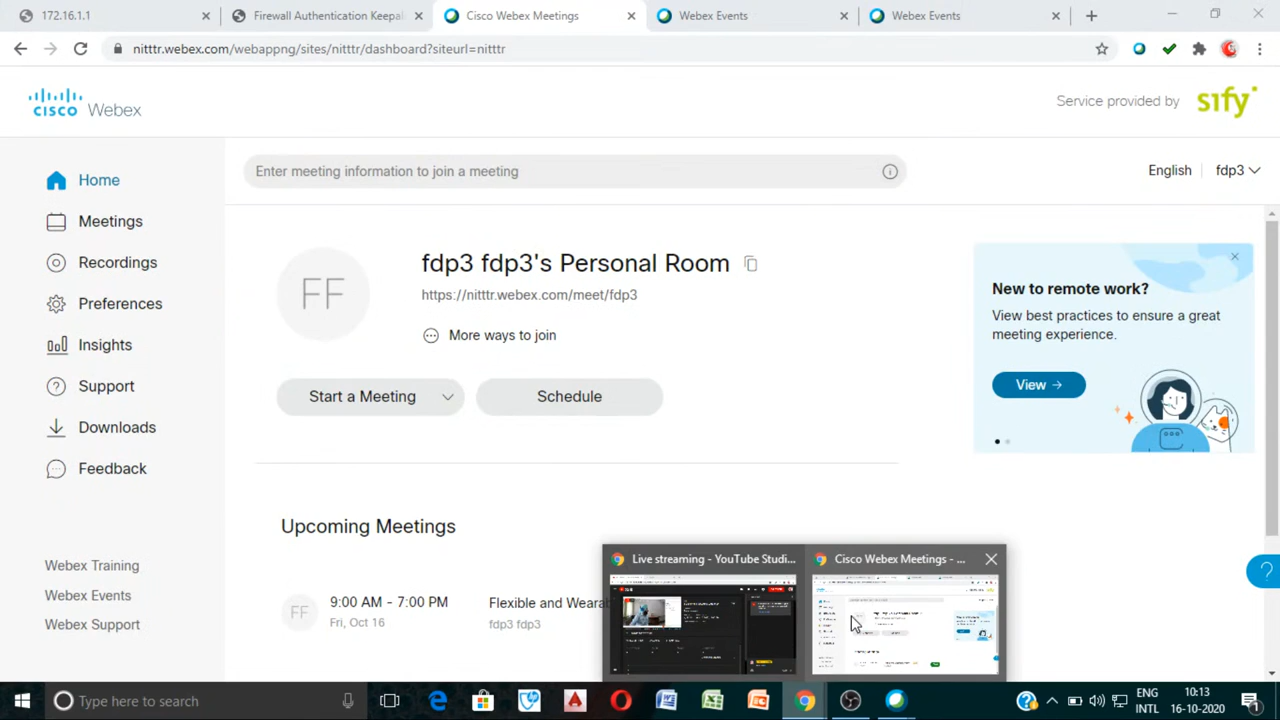 172.16.1.1
Firewall Authentication Keepal
Cisco Webex Meetings
Webex Events
Webex Events
nitttr.webex.com/webappng/sites/nitttr/dashboard?siteurl=nitttr
cisco Webex
Service provided by sify
Home
Meetings
Recordings
Preferences
Insights
Support
Downloads
Feedback
Webex Training
Webex Events
Webex Support
Enter meeting information to join a meeting
English
fdp3
FF
fdp3 fdp3's Personal Room
https://nitttr.webex.com/meet/fdp3
More ways to join
Start a Meeting
Schedule
New to remote work?
View best practices to ensure a great
meeting experience.
View →
Upcoming Meetings
FF
9:00 AM - 7:00 PM
Fri, Oct 16
Flexible and Wearab
fdp3 fdp3
Live streaming - YouTube Studi...
Cisco Webex Meetings - ...
Type here to search
ENG
INTL
10:13
16-10-2020
1